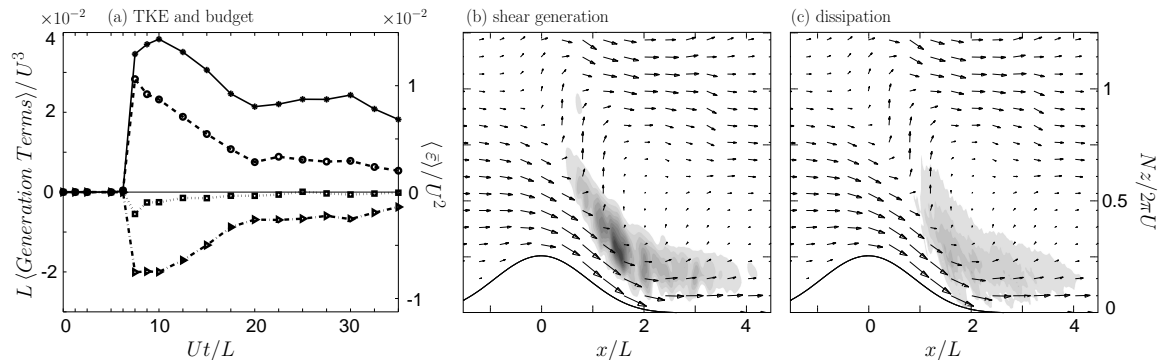 ×10⁻² (a) TKE and budget ×10⁻²
(b) shear generation
(c) dissipation
4
2
0
-2
L ⟨Generation Terms⟩/U³
1
0
-1
⟨ε̄⟩/U²
0 10 20 30
Ut/L
0 2 4
x/L
0 2 4
x/L
1
0.5
0
Nz/2πU